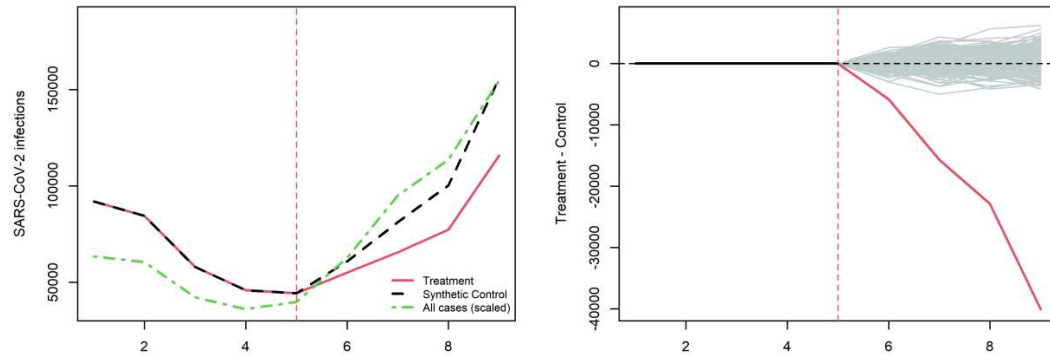 SARS-CoV-2 infections
150000
100000
50000
Treatment
Synthetic Control
All cases (scaled)
2 4 6 8
Treatment - Control
0
-10000
-20000
-30000
-40000
2 4 6 8